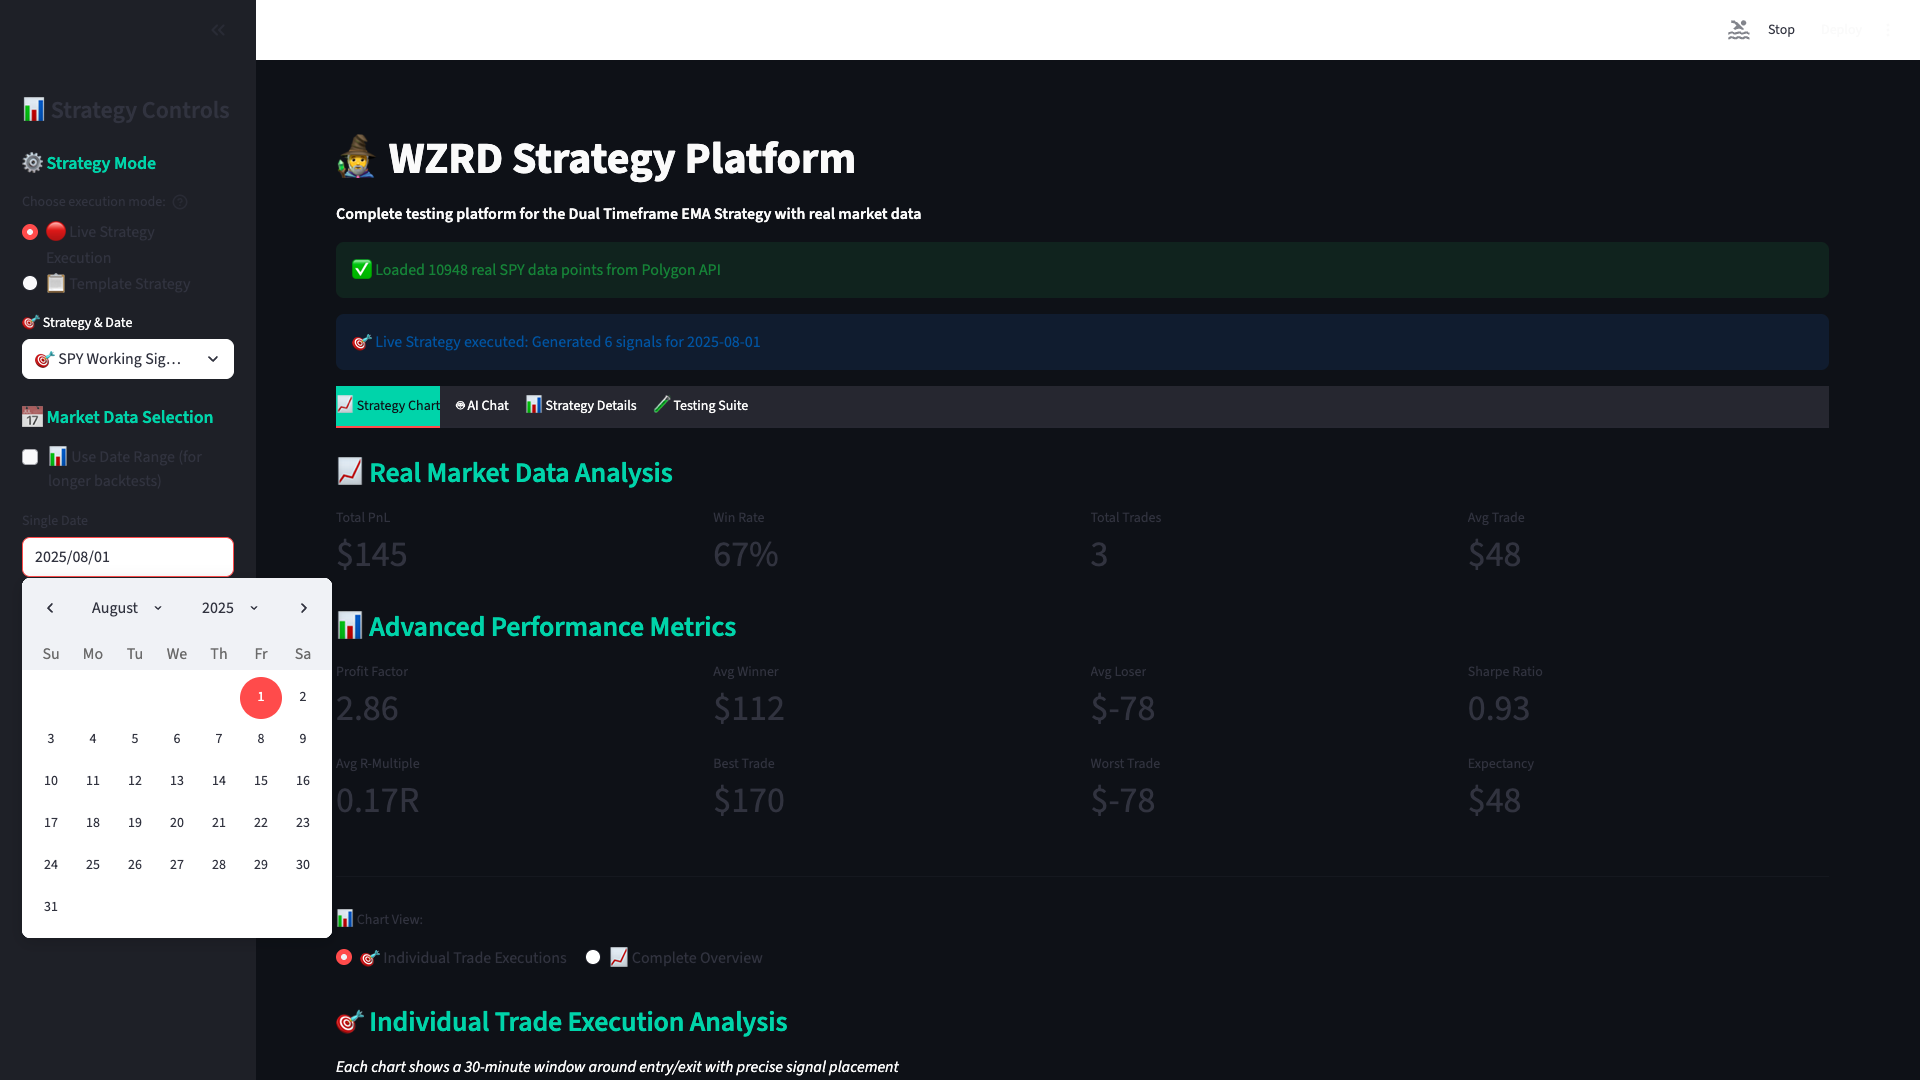 Stop
Strategy Controls
Strategy Mode
Choose execution mode:
Live Strategy
Execution
Template Strategy
Strategy & Date
SPY Working Sig…
Market Data Selection
Use Date Range (for
longer backtests)
Single Date
2025/08/01
August 2025
Su Mo Tu We Th Fr Sa
1 2
3 4 5 6 7 8 9
10 11 12 13 14 15 16
17 18 19 20 21 22 23
24 25 26 27 28 29 30
31
WZRD Strategy Platform
Complete testing platform for the Dual Timeframe EMA Strategy with real market data
Loaded 10948 real SPY data points from Polygon API
Live Strategy executed: Generated 6 signals for 2025-08-01
Strategy Chart AI Chat Strategy Details Testing Suite
Real Market Data Analysis
Total PnL Win Rate Total Trades Avg Trade
$145 67% 3 $48
Advanced Performance Metrics
Profit Factor Avg Winner Avg Loser Sharpe Ratio
2.86 $112 $-78 0.93
Avg R-Multiple Best Trade Worst Trade Expectancy
0.17R $170 $-78 $48
Chart View:
Individual Trade Executions Complete Overview
Individual Trade Execution Analysis
Each chart shows a 30-minute window around entry/exit with precise signal placement